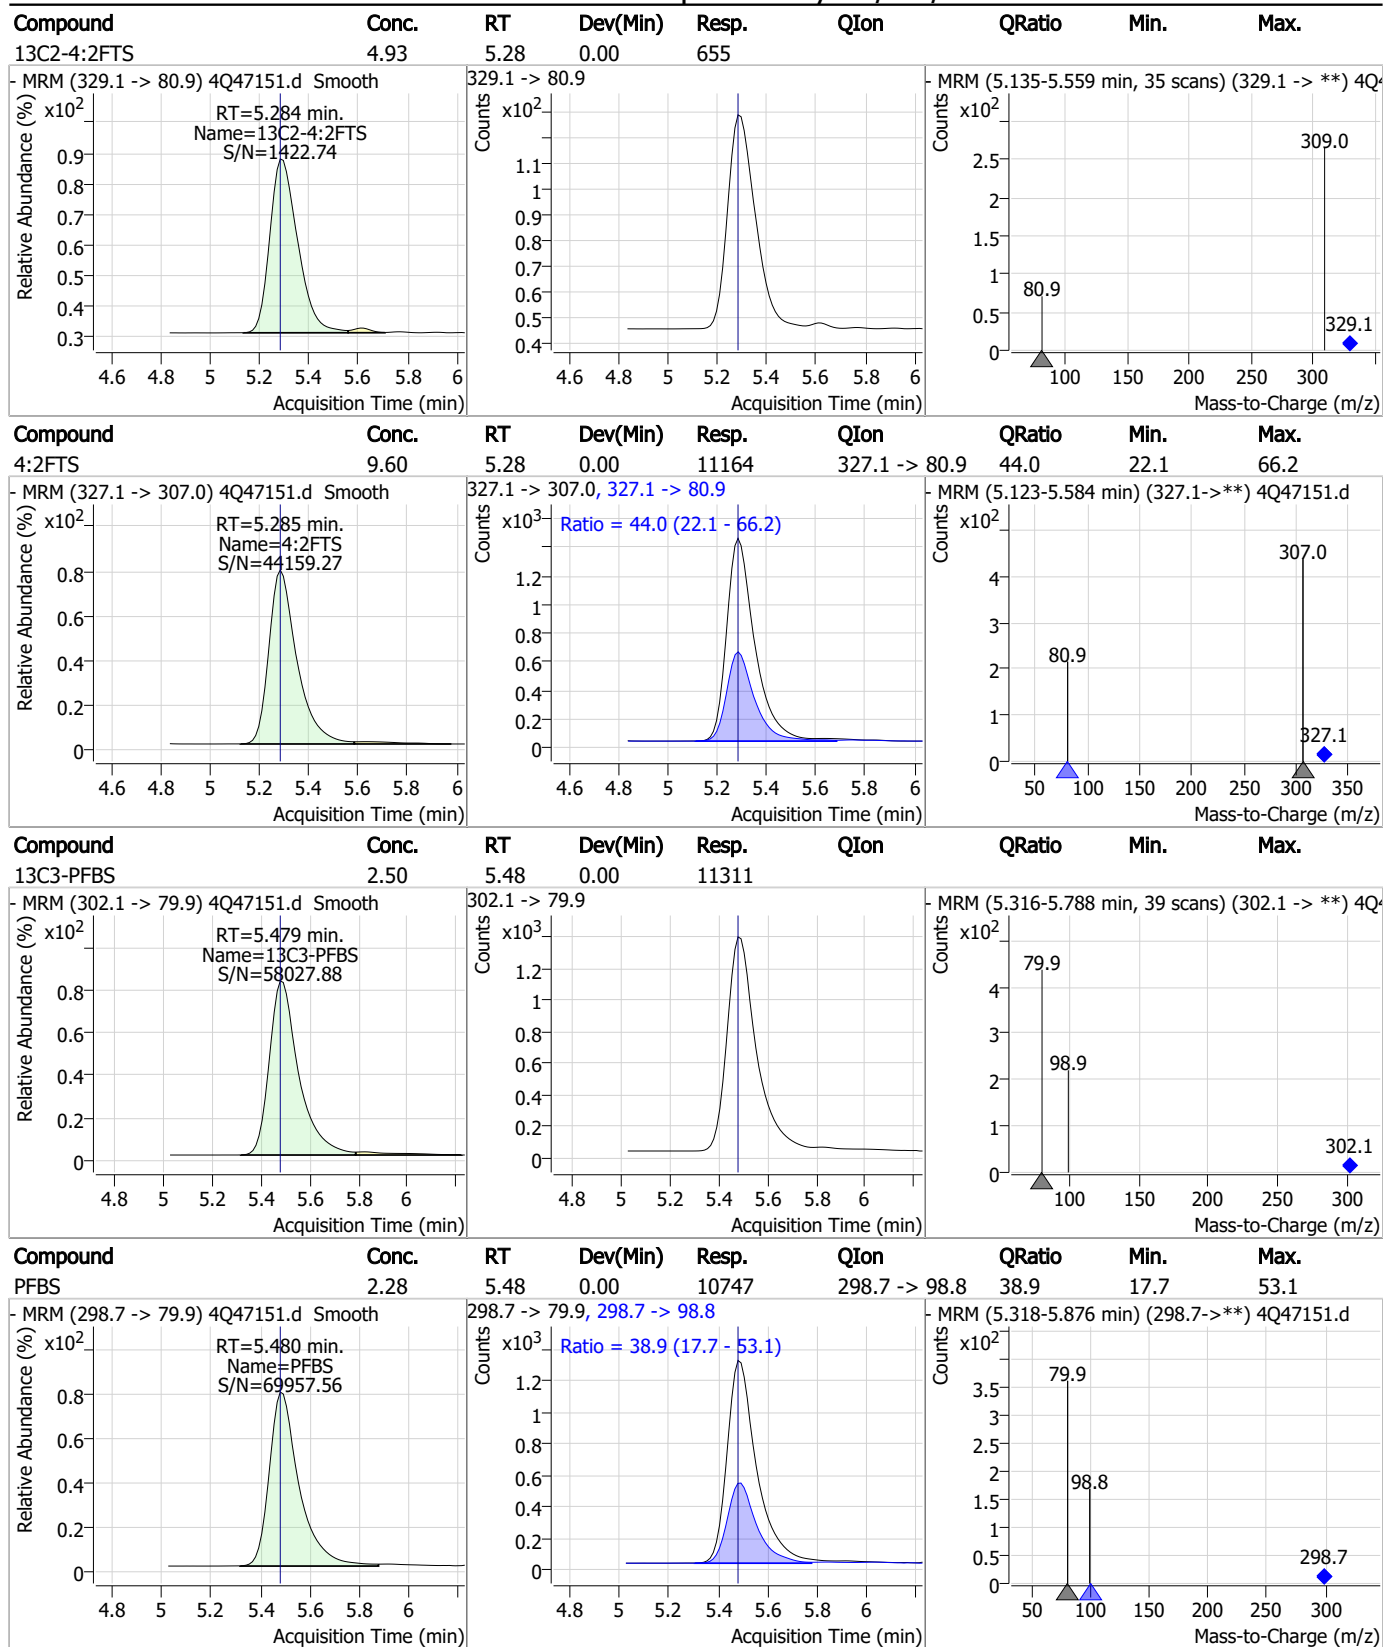 Compound Conc. RT Dev(Min) Resp. QIon QRatio Min. Max.
13C2-4:2FTS 4.93 5.28 0.00 655
- MRM (329.1 -> 80.9) 4Q47151.d Smooth
329.1 -> 80.9
- MRM (5.135-5.559 min, 35 scans) (329.1 -> **) 4Q4
Relative Abundance (%)
x10²
RT=5.284 min.
Name=13C2-4:2FTS
S/N=1422.74
0.9
0.8
0.7
0.6
0.5
0.4
0.3
4.6 4.8 5 5.2 5.4 5.6 5.8 6
Acquisition Time (min)
Counts
x10²
1.1
1
0.9
0.8
0.7
0.6
0.5
0.4
4.6 4.8 5 5.2 5.4 5.6 5.8 6
Acquisition Time (min)
Counts
x10²
309.0
2.5
2
1.5
1
80.9
0.5
329.1
0
100 150 200 250 300
Mass-to-Charge (m/z)
Compound Conc. RT Dev(Min) Resp. QIon QRatio Min. Max.
4:2FTS 9.60 5.28 0.00 11164 327.1 -> 80.9 44.0 22.1 66.2
- MRM (327.1 -> 307.0) 4Q47151.d Smooth
327.1 -> 307.0, 327.1 -> 80.9
- MRM (5.123-5.584 min) (327.1->**) 4Q47151.d
Relative Abundance (%)
x10²
RT=5.285 min.
Name=4:2FTS
S/N=44159.27
0.8
0.6
0.4
0.2
0
4.6 4.8 5 5.2 5.4 5.6 5.8 6
Acquisition Time (min)
Counts
x10³
Ratio = 44.0 (22.1 - 66.2)
1.2
1
0.8
0.6
0.4
0.2
0
4.6 4.8 5 5.2 5.4 5.6 5.8 6
Acquisition Time (min)
Counts
x10²
307.0
4
3
80.9
2
1
327.1
0
50 100 150 200 250 300 350
Mass-to-Charge (m/z)
Compound Conc. RT Dev(Min) Resp. QIon QRatio Min. Max.
13C3-PFBS 2.50 5.48 0.00 11311
- MRM (302.1 -> 79.9) 4Q47151.d Smooth
302.1 -> 79.9
- MRM (5.316-5.788 min, 39 scans) (302.1 -> **) 4Q4
Relative Abundance (%)
x10²
RT=5.479 min.
Name=13C3-PFBS
S/N=58027.88
0.8
0.6
0.4
0.2
0
4.8 5 5.2 5.4 5.6 5.8 6
Acquisition Time (min)
Counts
x10³
1.2
1
0.8
0.6
0.4
0.2
0
4.8 5 5.2 5.4 5.6 5.8 6
Acquisition Time (min)
Counts
x10²
79.9
4
3
98.9
2
1
302.1
0
100 150 200 250 300
Mass-to-Charge (m/z)
Compound Conc. RT Dev(Min) Resp. QIon QRatio Min. Max.
PFBS 2.28 5.48 0.00 10747 298.7 -> 98.8 38.9 17.7 53.1
- MRM (298.7 -> 79.9) 4Q47151.d Smooth
298.7 -> 79.9, 298.7 -> 98.8
- MRM (5.318-5.876 min) (298.7->**) 4Q47151.d
Relative Abundance (%)
x10²
RT=5.480 min.
Name=PFBS
S/N=69957.56
0.8
0.6
0.4
0.2
0
4.8 5 5.2 5.4 5.6 5.8 6
Acquisition Time (min)
Counts
x10³
Ratio = 38.9 (17.7 - 53.1)
1.2
1
0.8
0.6
0.4
0.2
0
4.8 5 5.2 5.4 5.6 5.8 6
Acquisition Time (min)
Counts
x10²
79.9
3.5
3
2.5
2
98.8
1.5
1
0.5
298.7
0
50 100 150 200 250 300
Mass-to-Charge (m/z)